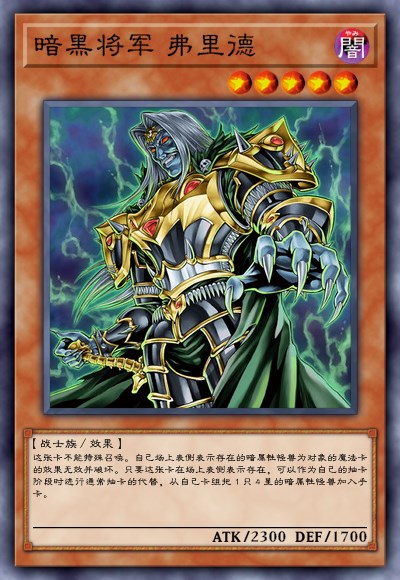 暗黑将军 弗里德
やみ
闇
【战士族／效果】
这张卡不能特殊召唤。自己场上表侧表示存在的暗属性怪兽为对象的魔法卡
的效果无效并破坏。只要这张卡在场上表侧表示存在，可以作为自己的抽卡
阶段时进行通常抽卡的代替，从自己卡组把1只4星的暗属性怪兽加入手
卡。
ATK/2300 DEF/1700